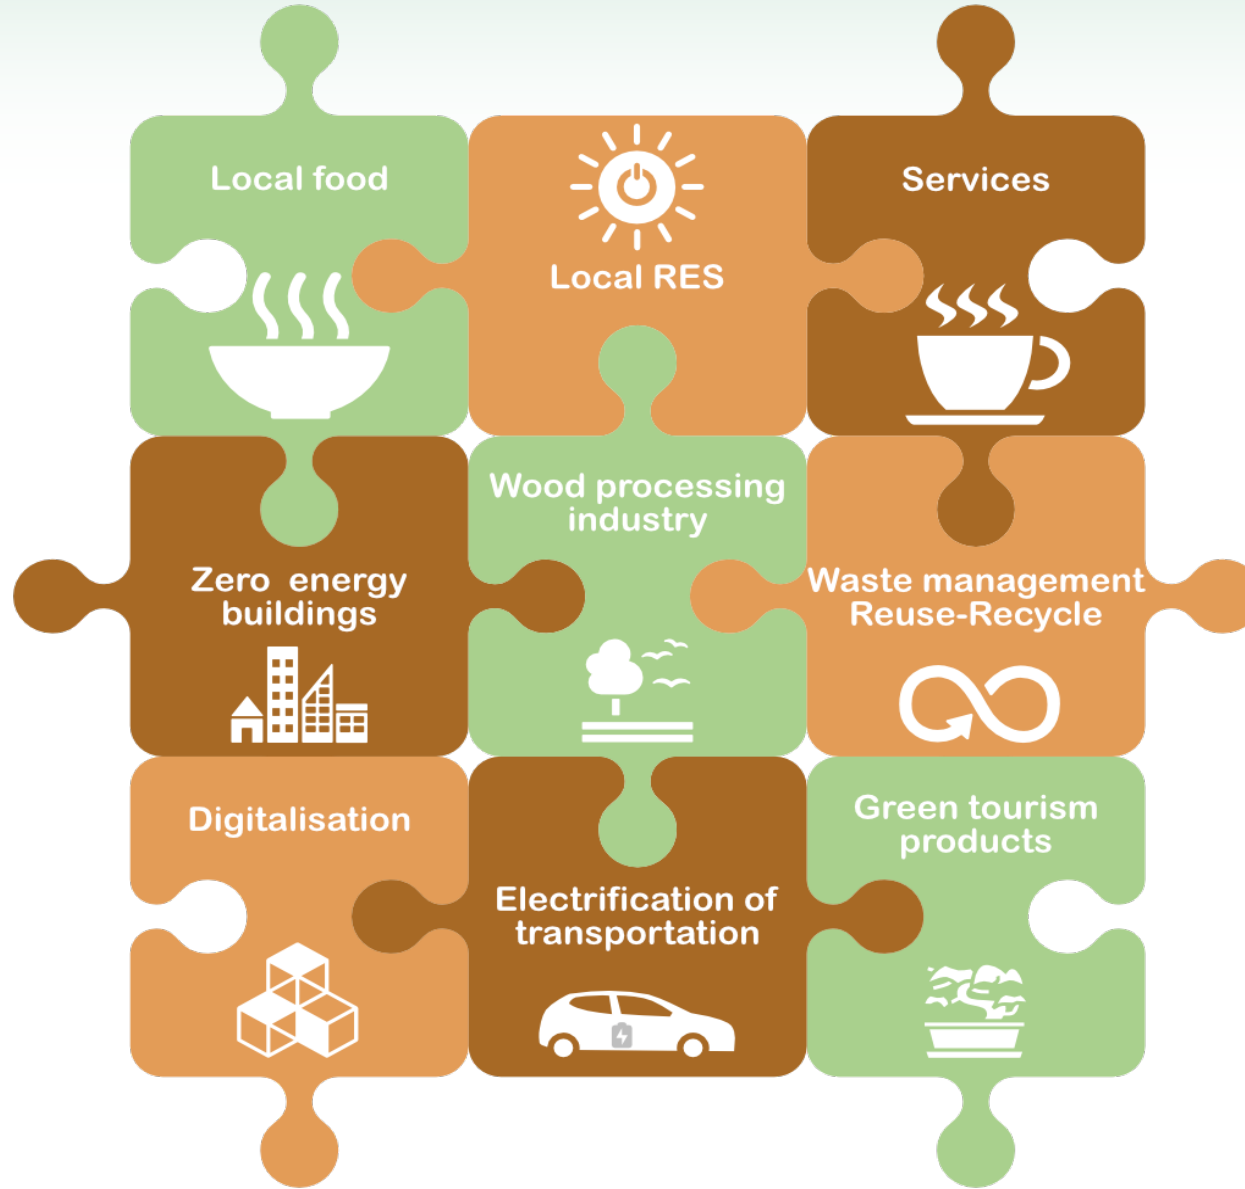 Local food
Local RES
Services
Zero energy
buildings
Wood processing
industry
Waste management
Reuse-Recycle
Digitalisation
Electrification of
transportation
Green tourism
products